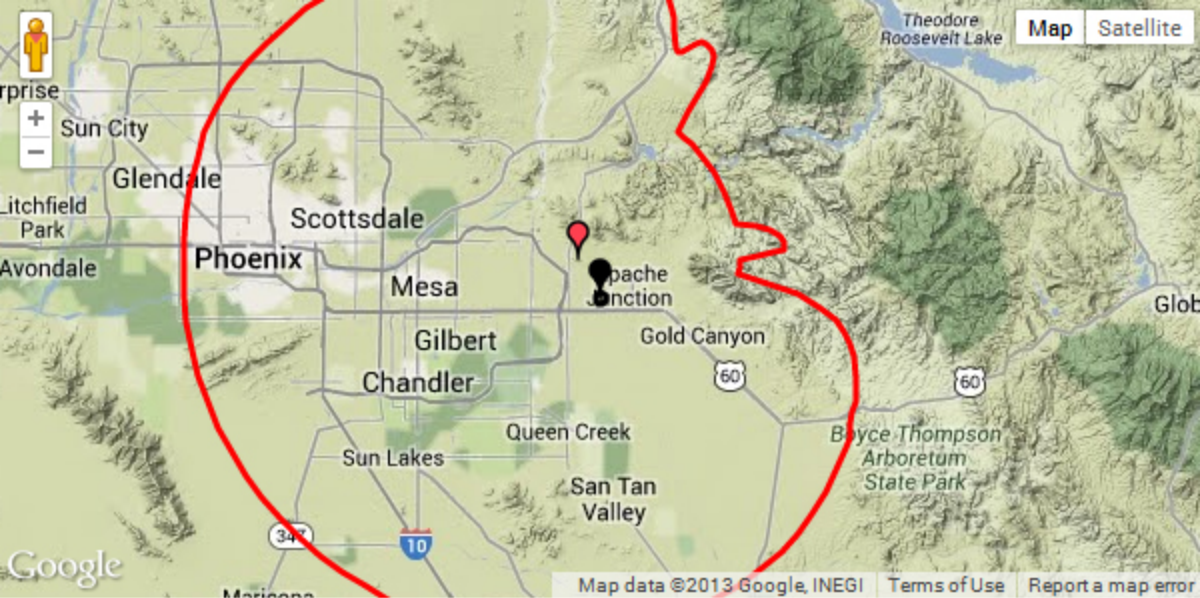 Theodore
Roosevelt Lake
Map
Satellite
rprise
+
Sun City
−
Glendale
Litchfield
Park
Scottsdale
Phoenix
Avondale
Mesa
pache
Junction
Glob
Gold Canyon
Gilbert
Chandler
60
60
Queen Creek
Boyce Thompson
Arboretum
State Park
Sun Lakes
San Tan
Valley
347
10
Google
Maricopa
Map data ©2013 Google, INEGI
Terms of Use
Report a map error